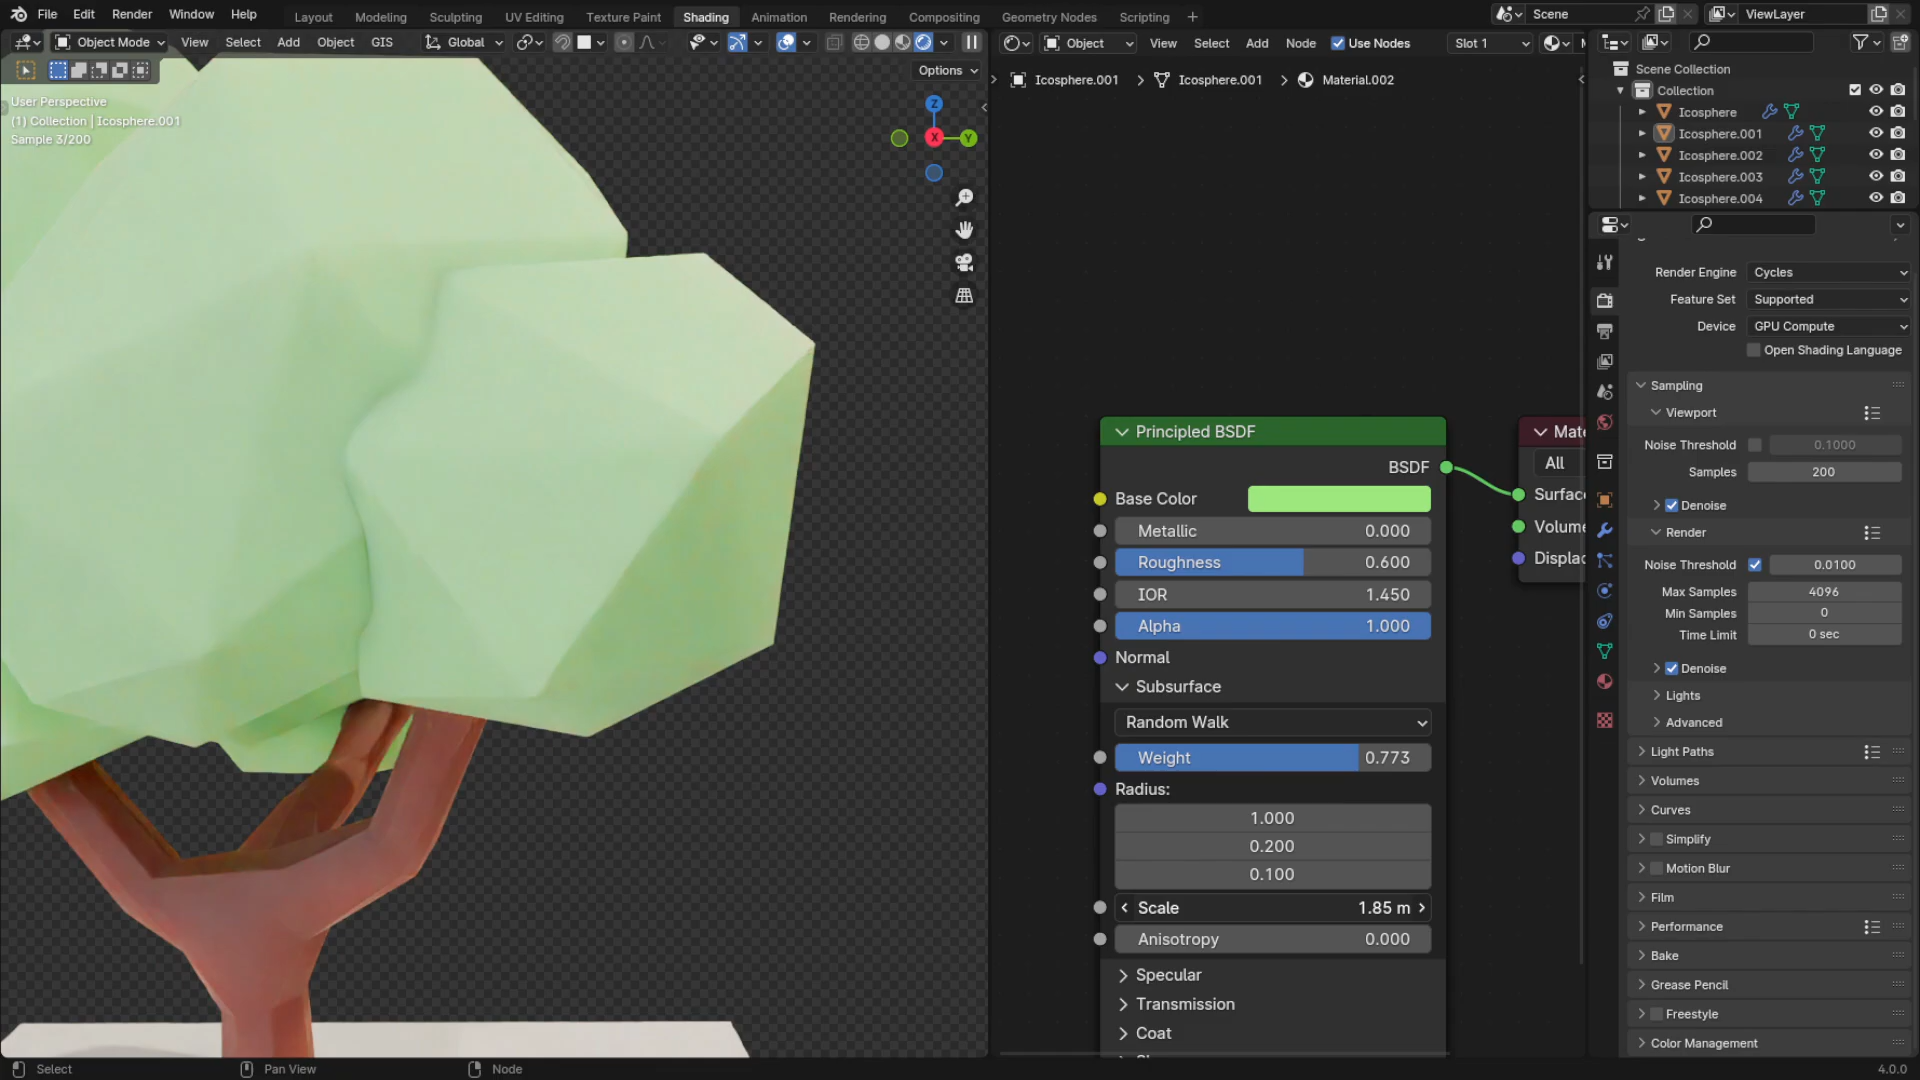 File Edit Render Window Help
Layout Modeling Sculpting UV Editing Texture Paint Shading Animation Rendering Compositing Geometry Nodes Scripting +
Scene ViewLayer
Object Mode View Select Add Object GIS Global
Options
User Perspective
(1) Collection | Icosphere.001
Sample 3/200
Z
X
Y
Object View Select Add Node Use Nodes Slot 1
Icosphere.001 > Icosphere.001 > Material.002
Principled BSDF
BSDF
Base Color
Metallic 0.000
Roughness 0.600
IOR 1.450
Alpha 1.000
Normal
Subsurface
Random Walk
Weight 0.773
Radius:
1.000
0.200
0.100
Scale 1.85 m
Anisotropy 0.000
Specular
Transmission
Coat
Mate
All
Surfac
Volume
Displac
Scene Collection
Collection
Icosphere
Icosphere.001
Icosphere.002
Icosphere.003
Icosphere.004
Render Engine Cycles
Feature Set Supported
Device GPU Compute
Open Shading Language
Sampling
Viewport
Noise Threshold 0.1000
Samples 200
Denoise
Render
Noise Threshold 0.0100
Max Samples 4096
Min Samples 0
Time Limit 0 sec
Denoise
Lights
Advanced
Light Paths
Volumes
Curves
Simplify
Motion Blur
Film
Performance
Bake
Grease Pencil
Freestyle
Color Management
Select Pan View Node 4.0.0